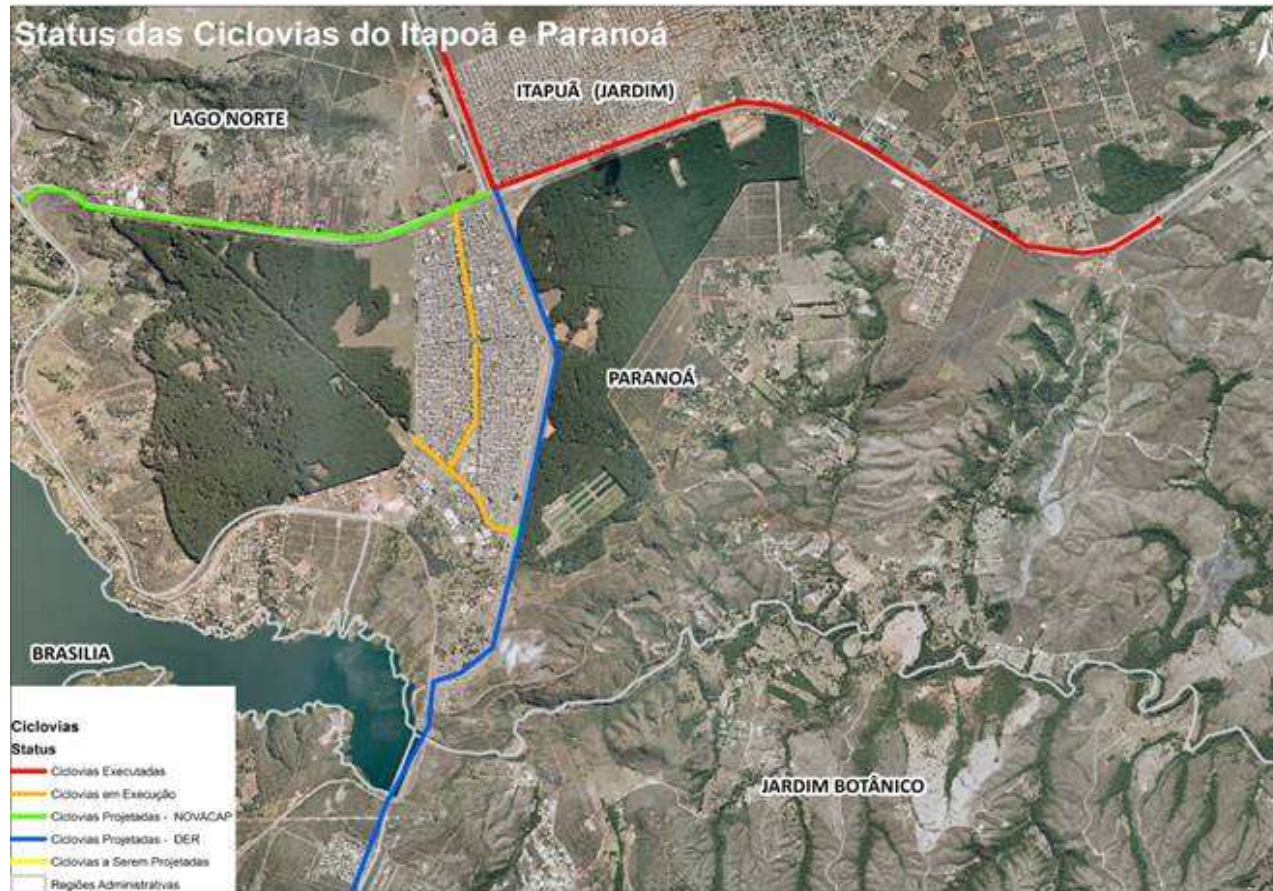 Status das Ciclovias do Itapoã e Paranoá
LAGO NORTE
ITAPUÃ (JARDIM)
PARANOÁ
BRASILIA
JARDIM BOTÂNICO
Ciclovias
Status
Ciclovias Executadas
Ciclovias em Execução
Ciclovias Projetadas - NOVACAP
Ciclovias Projetadas - DER
Ciclovias a Serem Projetadas
Regiões Administrativas